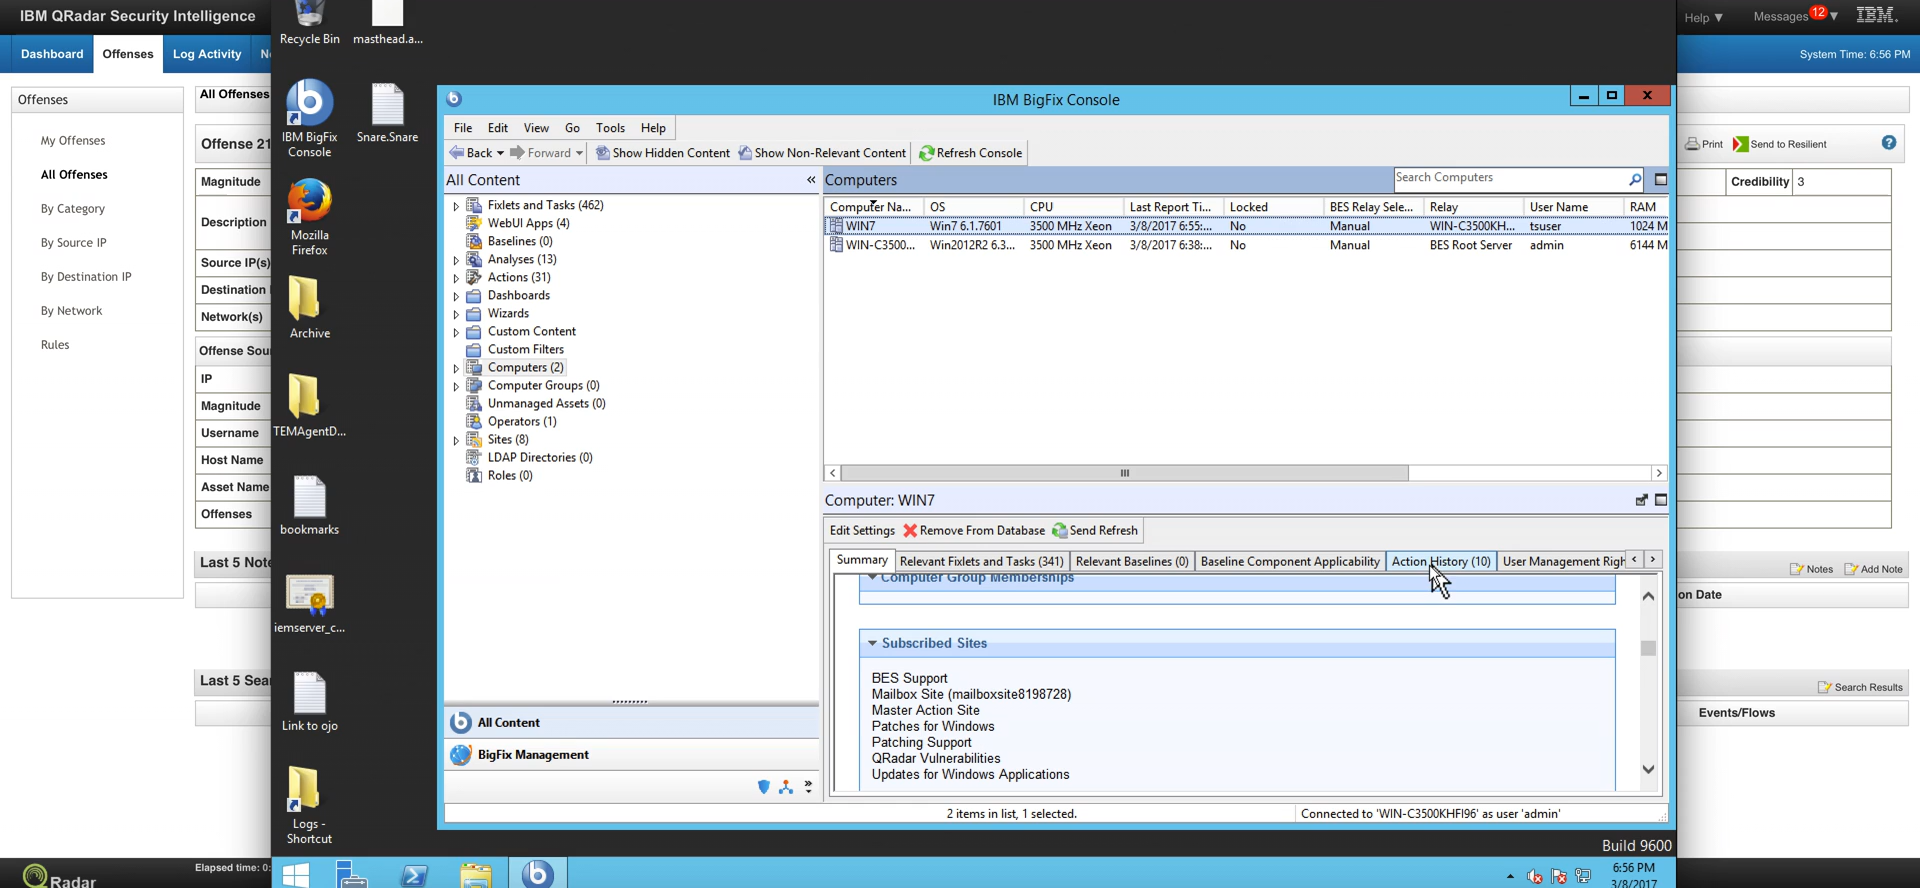 IBM QRadar Security Intelligence
Help ▼
Messages 12 ▼
IBM.
Dashboard
Offenses
Log Activity
System Time: 6:56 PM
Offenses
My Offenses
All Offenses
By Category
By Source IP
By Destination IP
By Network
Rules
All Offenses
Offense 21
Magnitude
Description
Source IP(s)
Destination
Network(s)
Offense Sou
IP
Magnitude
Username
Host Name
Asset Name
Offenses
Last 5 Note
Last 5 Sea
Print
Send to Resilient
Credibility 3
Notes
Add Note
on Date
Search Results
Events/Flows
Elapsed time: 0:
QRadar
Recycle Bin
masthead.a...
IBM BigFix
Console
Snare.Snare
Mozilla
Firefox
Archive
TEMAgentD...
bookmarks
iemserver_c...
Link to ojo
Logs -
Shortcut
IBM BigFix Console
File Edit View Go Tools Help
Back Forward Show Hidden Content Show Non-Relevant Content Refresh Console
All Content «
Fixlets and Tasks (462)
WebUI Apps (4)
Baselines (0)
Analyses (13)
Actions (31)
Dashboards
Wizards
Custom Content
Custom Filters
Computers (2)
Computer Groups (0)
Unmanaged Assets (0)
Operators (1)
Sites (8)
LDAP Directories (0)
Roles (0)
All Content
BigFix Management
Computers
Search Computers
Computer Na... OS CPU Last Report Ti... Locked BES Relay Sele... Relay User Name RAM
WIN7 Win7 6.1.7601 3500 MHz Xeon 3/8/2017 6:55:... No Manual WIN-C3500KH... tsuser 1024 M
WIN-C3500... Win2012R2 6.3... 3500 MHz Xeon 3/8/2017 6:38:... No Manual BES Root Server admin 6144 M
Computer: WIN7
Edit Settings Remove From Database Send Refresh
Summary Relevant Fixlets and Tasks (341) Relevant Baselines (0) Baseline Component Applicability Action History (10) User Management Righ
Computer Group Memberships
Subscribed Sites
BES Support
Mailbox Site (mailboxsite8198728)
Master Action Site
Patches for Windows
Patching Support
QRadar Vulnerabilities
Updates for Windows Applications
2 items in list, 1 selected.
Connected to 'WIN-C3500KHFI96' as user 'admin'
Build 9600
6:56 PM
3/8/2017